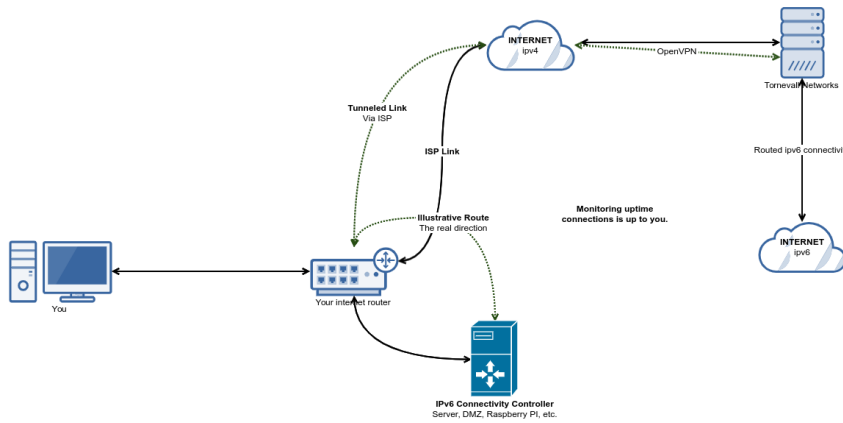 INTERNET
ipv4
OpenVPN
Tornevall Networks
Tunneled Link
Via ISP
ISP Link
Routed ipv6 connectivi
Illustrative Route
The real direction
Monitoring uptime
connections is up to you.
INTERNET
ipv6
You
Your internet router
IPv6 Connectivity Controller
Server, DMZ, Raspberry PI, etc.